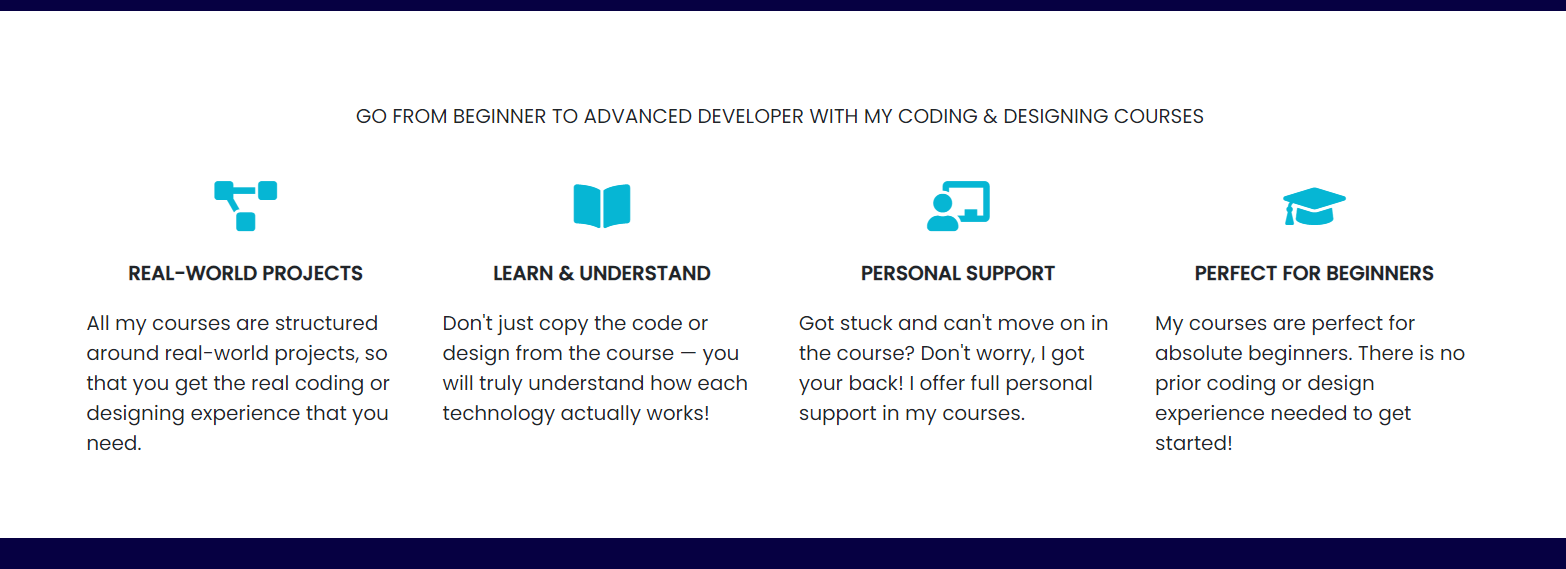 GO FROM BEGINNER TO ADVANCED DEVELOPER WITH MY CODING & DESIGNING COURSES
REAL-WORLD PROJECTS
All my courses are structured
around real-world projects, so
that you get the real coding or
designing experience that you
need.
LEARN & UNDERSTAND
Don't just copy the code or
design from the course — you
will truly understand how each
technology actually works!
PERSONAL SUPPORT
Got stuck and can't move on in
the course? Don't worry, I got
your back! I offer full personal
support in my courses.
PERFECT FOR BEGINNERS
My courses are perfect for
absolute beginners. There is no
prior coding or design
experience needed to get
started!